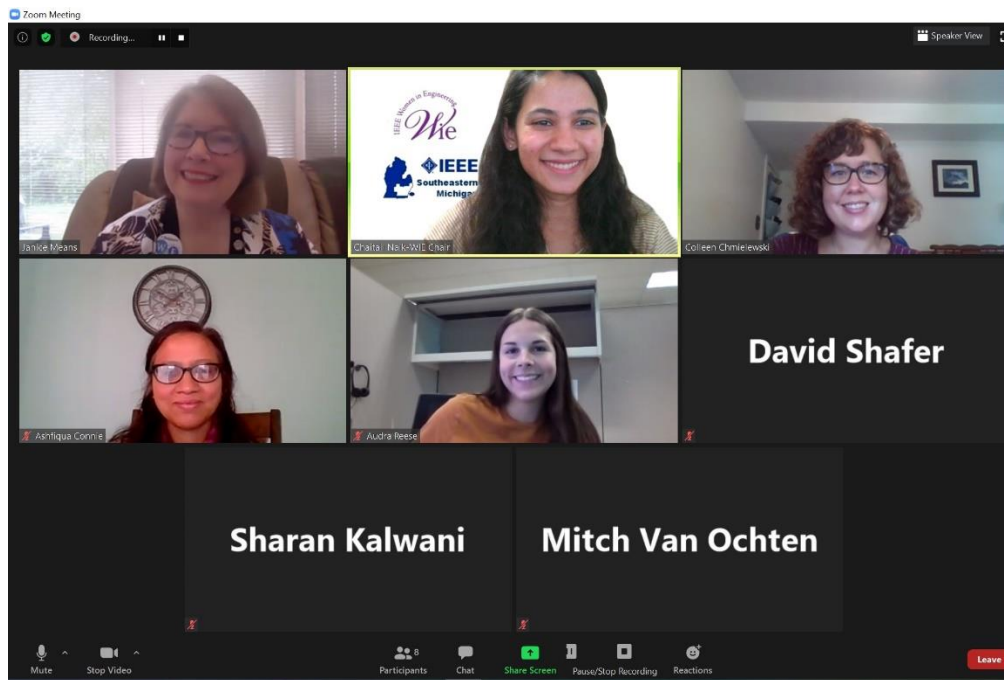 Zoom Meeting
Recording...
Speaker View
IEEE Women in Engineering
WIE
IEEE
Southeastern
Michigan
Janice Means
Chaitali Naik-WIE Chair
Colleen Chmielewski
Ashfiqua Connie
Audra Reese
David Shafer
Sharan Kalwani
Mitch Van Ochten
8
Mute
Stop Video
Participants
Chat
Share Screen
Pause/Stop Recording
Reactions
Leave